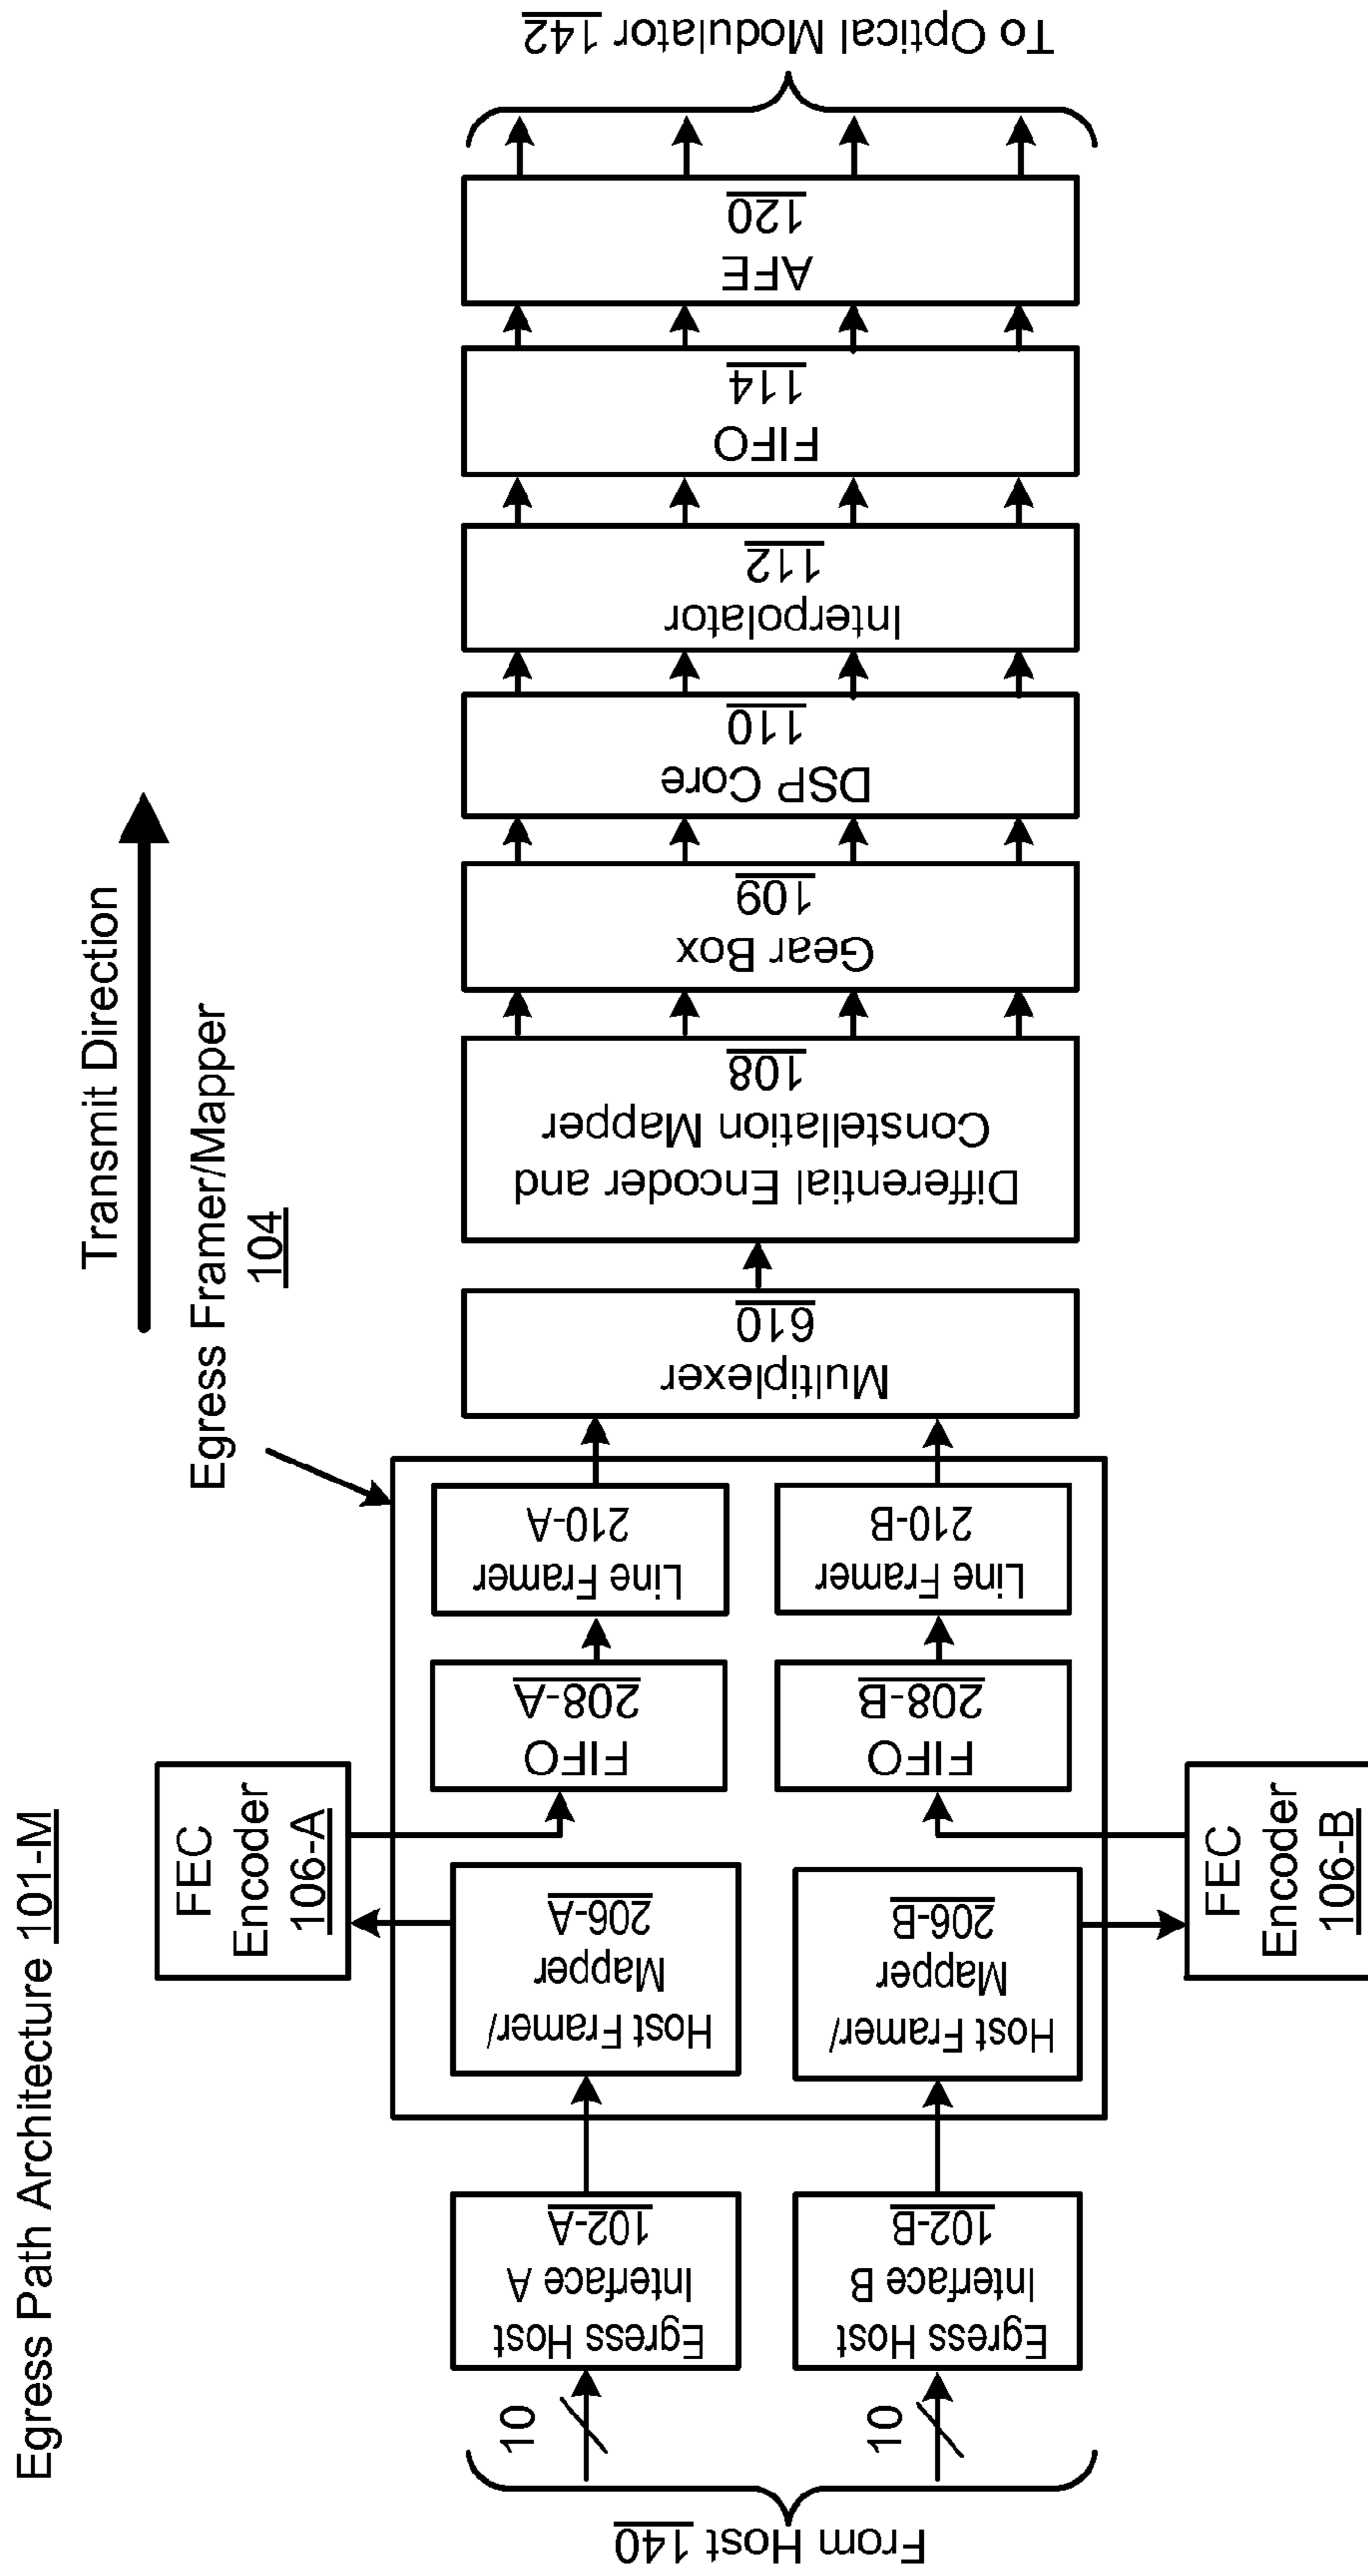 Egress Path Architecture 101-M
Transmit Direction
Egress Framer/Mapper
104
From Host 140
10
10
Egress Host
Interface A
102-A
Egress Host
Interface B
102-B
Host Framer/
Mapper
206-A
Host Framer/
Mapper
206-B
FEC
Encoder
106-A
FEC
Encoder
106-B
FIFO
208-A
FIFO
208-B
Line Framer
210-A
Line Framer
210-B
Multiplexer
610
Differential Encoder and
Constellation Mapper
108
Gear Box
109
DSP Core
110
Interpolator
112
FIFO
114
AFE
120
To Optical Modulator 142